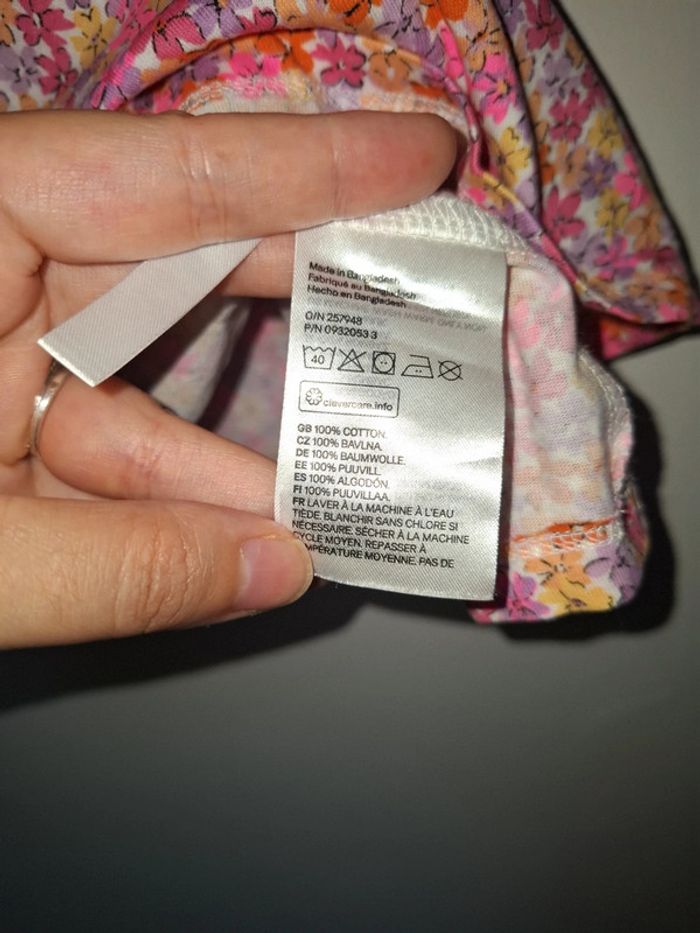 Made in Bangladesh
Fabriqué au Bangladesh
Hecho en Bangladesh
O/N 257948
P/N 0932053 3
40
clevercare.info
GB 100% COTTON.
CZ 100% BAVLNA.
DE 100% BAUMWOLLE.
EE 100% PUUVILL.
ES 100% ALGODÓN.
FI 100% PUUVILLAA.
FR LAVER À LA MACHINE À L'EAU
TIÈDE. BLANCHIR SANS CHLORE SI
NÉCESSAIRE. SÉCHER À LA MACHINE
CYCLE MOYEN. REPASSER À
TEMPÉRATURE MOYENNE. PAS DE